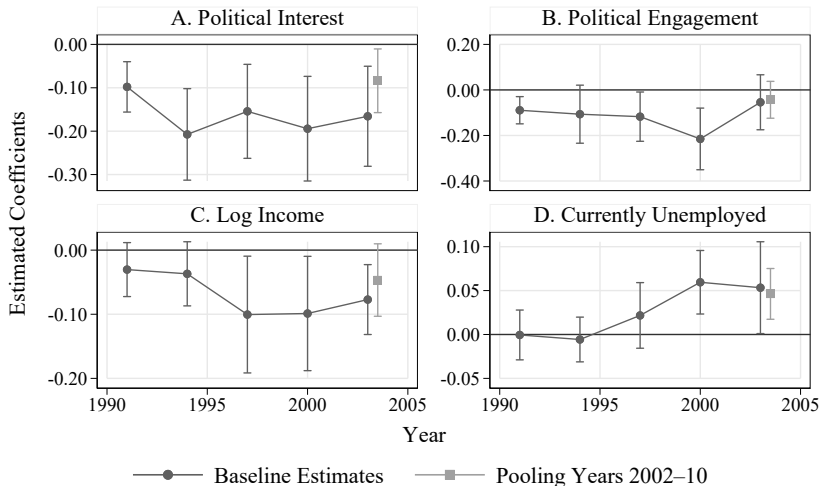 A. Political Interest
B. Political Engagement
0.00
-0.10
-0.20
-0.30
0.20
0.00
-0.20
-0.40
Estimated Coefficients
C. Log Income
D. Currently Unemployed
0.00
-0.10
-0.20
0.10
0.05
0.00
-0.05
1990 1995 2000 2005
1990 1995 2000 2005
Year
Baseline Estimates Pooling Years 2002–10